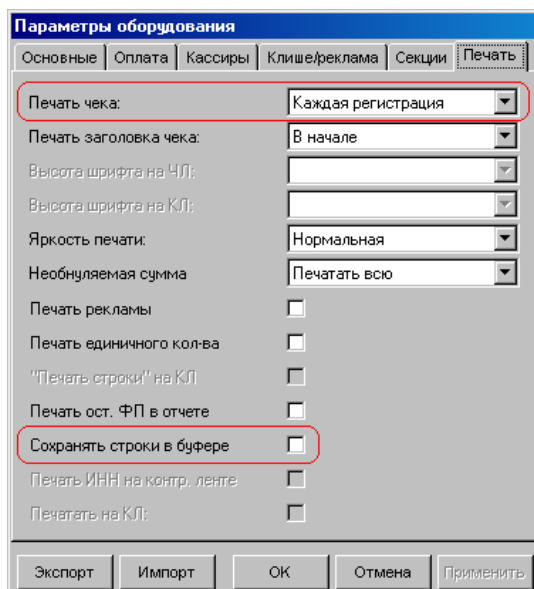 Параметры оборудования
Основные Оплата Кассиры Клише/реклама Секции Печать
Печать чека: Каждая регистрация
Печать заголовка чека: В начале
Высота шрифта на ЧЛ:
Высота шрифта на КЛ:
Яркость печати: Нормальная
Необнуляемая сумма Печатать всю
Печать рекламы
Печать единичного кол-ва
"Печать строки" на КЛ
Печать ост. ФП в отчете
Сохранять строки в буфере
Печать ИНН на контр. ленте
Печатать на КЛ:
Экспорт Импорт OK Отмена Применить